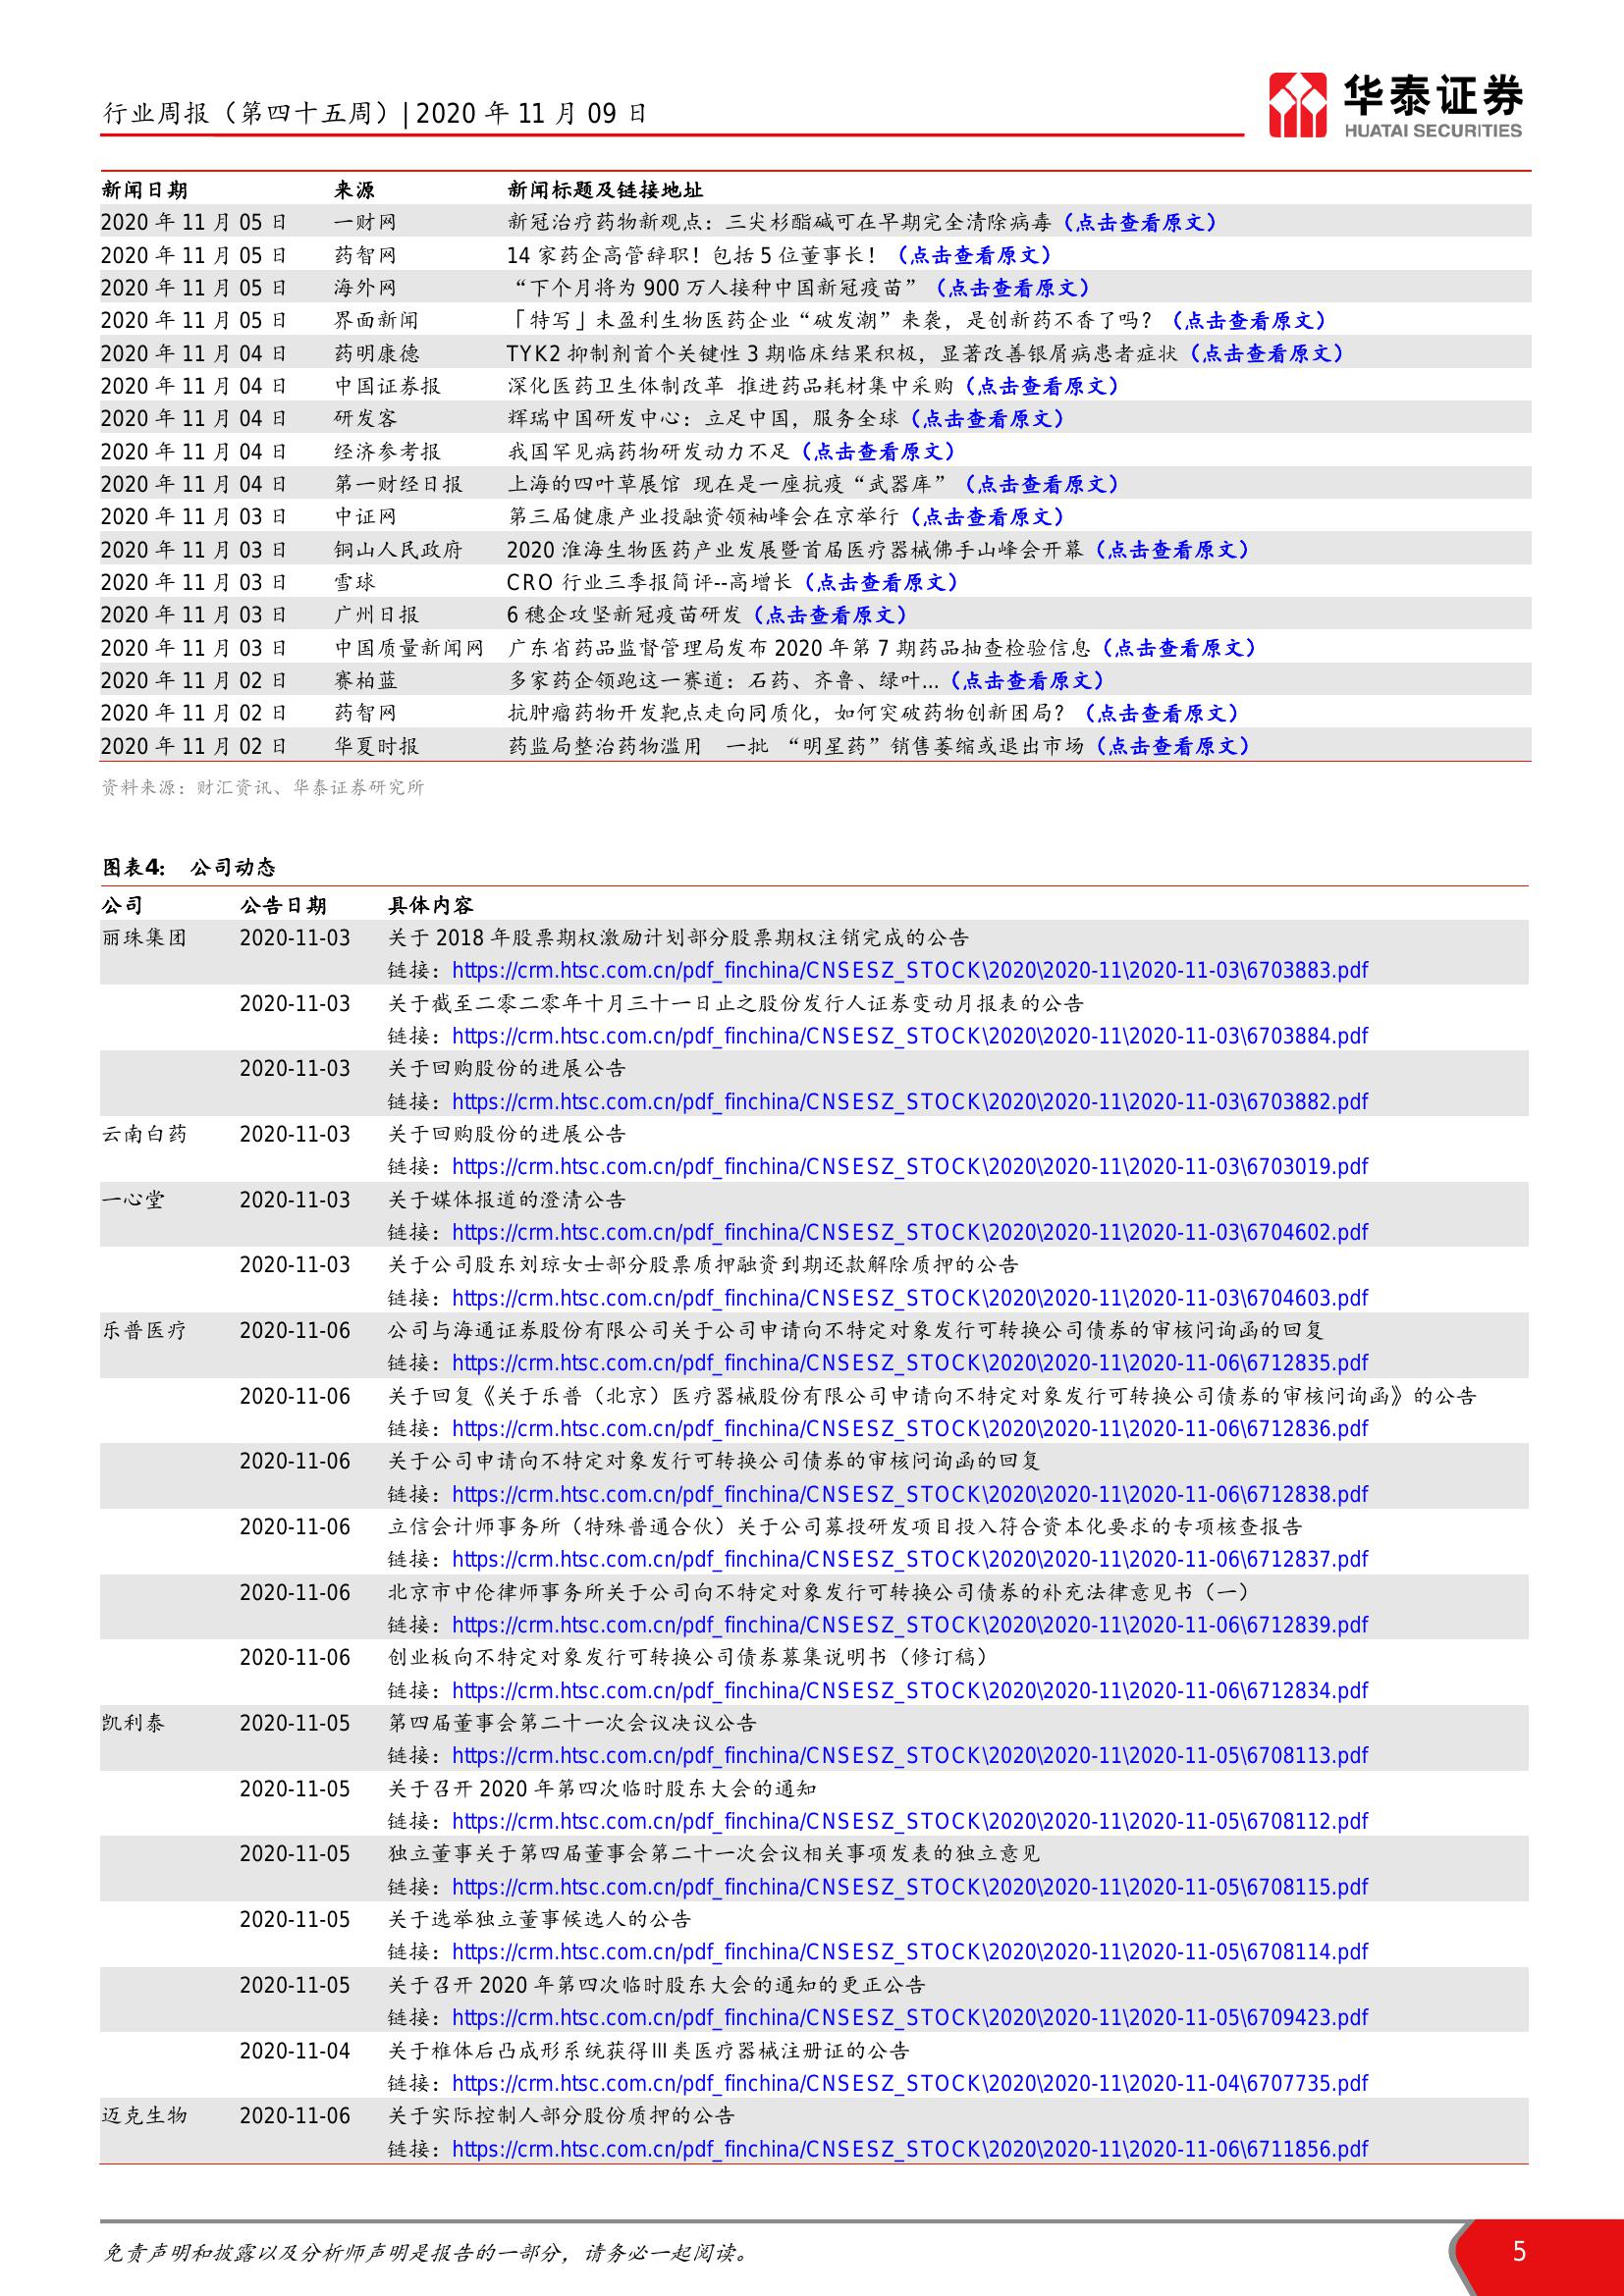 行业周报（第四十五周）| 2020 年 11 月 09 日
华泰证券
HUATAI SECURITIES
新闻日期 来源 新闻标题及链接地址
2020 年 11 月 05 日 一财网 新冠治疗药物新观点：三尖杉酯碱可在早期完全清除病毒（点击查看原文）
2020 年 11 月 05 日 药智网 14 家药企高管辞职！包括 5 位董事长！（点击查看原文）
2020 年 11 月 05 日 海外网 “下个月将为 900 万人接种中国新冠疫苗”（点击查看原文）
2020 年 11 月 05 日 界面新闻 「特写」未盈利生物医药企业“破发潮”来袭，是创新药不香了吗？（点击查看原文）
2020 年 11 月 04 日 药明康德 TYK2 抑制剂首个关键性 3 期临床结果积极，显著改善银屑病患者症状（点击查看原文）
2020 年 11 月 04 日 中国证券报 深化医药卫生体制改革 推进药品耗材集中采购（点击查看原文）
2020 年 11 月 04 日 研发客 辉瑞中国研发中心：立足中国，服务全球（点击查看原文）
2020 年 11 月 04 日 经济参考报 我国罕见病药物研发动力不足（点击查看原文）
2020 年 11 月 04 日 第一财经日报 上海的四叶草展馆 现在是一座抗疫“武器库”（点击查看原文）
2020 年 11 月 03 日 中证网 第三届健康产业投融资领袖峰会在京举行（点击查看原文）
2020 年 11 月 03 日 铜山人民政府 2020 淮海生物医药产业发展暨首届医疗器械佛手山峰会开幕（点击查看原文）
2020 年 11 月 03 日 雪球 CRO 行业三季报简评--高增长（点击查看原文）
2020 年 11 月 03 日 广州日报 6 穗企攻坚新冠疫苗研发（点击查看原文）
2020 年 11 月 03 日 中国质量新闻网 广东省药品监督管理局发布 2020 年第 7 期药品抽查检验信息（点击查看原文）
2020 年 11 月 02 日 赛柏蓝 多家药企领跑这一赛道：石药、齐鲁、绿叶...（点击查看原文）
2020 年 11 月 02 日 药智网 抗肿瘤药物开发靶点走向同质化，如何突破药物创新困局？（点击查看原文）
2020 年 11 月 02 日 华夏时报 药监局整治药物滥用 一批 “明星药”销售萎缩或退出市场（点击查看原文）
资料来源：财汇资讯、华泰证券研究所
图表4： 公司动态
公司 公告日期 具体内容
丽珠集团 2020-11-03 关于 2018 年股票期权激励计划部分股票期权注销完成的公告
链接：https://crm.htsc.com.cn/pdf_finchina/CNSESZ_STOCK\2020\2020-11\2020-11-03\6703883.pdf
2020-11-03 关于截至二零二零年十月三十一日止之股份发行人证券变动月报表的公告
链接：https://crm.htsc.com.cn/pdf_finchina/CNSESZ_STOCK\2020\2020-11\2020-11-03\6703884.pdf
2020-11-03 关于回购股份的进展公告
链接：https://crm.htsc.com.cn/pdf_finchina/CNSESZ_STOCK\2020\2020-11\2020-11-03\6703882.pdf
云南白药 2020-11-03 关于回购股份的进展公告
链接：https://crm.htsc.com.cn/pdf_finchina/CNSESZ_STOCK\2020\2020-11\2020-11-03\6703019.pdf
一心堂 2020-11-03 关于媒体报道的澄清公告
链接：https://crm.htsc.com.cn/pdf_finchina/CNSESZ_STOCK\2020\2020-11\2020-11-03\6704602.pdf
2020-11-03 关于公司股东刘琼女士部分股票质押融资到期还款解除质押的公告
链接：https://crm.htsc.com.cn/pdf_finchina/CNSESZ_STOCK\2020\2020-11\2020-11-03\6704603.pdf
乐普医疗 2020-11-06 公司与海通证券股份有限公司关于公司申请向不特定对象发行可转换公司债券的审核问询函的回复
链接：https://crm.htsc.com.cn/pdf_finchina/CNSESZ_STOCK\2020\2020-11\2020-11-06\6712835.pdf
2020-11-06 关于回复《关于乐普（北京）医疗器械股份有限公司申请向不特定对象发行可转换公司债券的审核问询函》的公告
链接：https://crm.htsc.com.cn/pdf_finchina/CNSESZ_STOCK\2020\2020-11\2020-11-06\6712836.pdf
2020-11-06 关于公司申请向不特定对象发行可转换公司债券的审核问询函的回复
链接：https://crm.htsc.com.cn/pdf_finchina/CNSESZ_STOCK\2020\2020-11\2020-11-06\6712838.pdf
2020-11-06 立信会计师事务所（特殊普通合伙）关于公司募投研发项目投入符合资本化要求的专项核查报告
链接：https://crm.htsc.com.cn/pdf_finchina/CNSESZ_STOCK\2020\2020-11\2020-11-06\6712837.pdf
2020-11-06 北京市中伦律师事务所关于公司向不特定对象发行可转换公司债券的补充法律意见书（一）
链接：https://crm.htsc.com.cn/pdf_finchina/CNSESZ_STOCK\2020\2020-11\2020-11-06\6712839.pdf
2020-11-06 创业板向不特定对象发行可转换公司债券募集说明书（修订稿）
链接：https://crm.htsc.com.cn/pdf_finchina/CNSESZ_STOCK\2020\2020-11\2020-11-06\6712834.pdf
凯利泰 2020-11-05 第四届董事会第二十一次会议决议公告
链接：https://crm.htsc.com.cn/pdf_finchina/CNSESZ_STOCK\2020\2020-11\2020-11-05\6708113.pdf
2020-11-05 关于召开 2020 年第四次临时股东大会的通知
链接：https://crm.htsc.com.cn/pdf_finchina/CNSESZ_STOCK\2020\2020-11\2020-11-05\6708112.pdf
2020-11-05 独立董事关于第四届董事会第二十一次会议相关事项发表的独立意见
链接：https://crm.htsc.com.cn/pdf_finchina/CNSESZ_STOCK\2020\2020-11\2020-11-05\6708115.pdf
2020-11-05 关于选举独立董事候选人的公告
链接：https://crm.htsc.com.cn/pdf_finchina/CNSESZ_STOCK\2020\2020-11\2020-11-05\6708114.pdf
2020-11-05 关于召开 2020 年第四次临时股东大会的通知的更正公告
链接：https://crm.htsc.com.cn/pdf_finchina/CNSESZ_STOCK\2020\2020-11\2020-11-05\6709423.pdf
2020-11-04 关于椎体后凸成形系统获得Ⅲ类医疗器械注册证的公告
链接：https://crm.htsc.com.cn/pdf_finchina/CNSESZ_STOCK\2020\2020-11\2020-11-04\6707735.pdf
迈克生物 2020-11-06 关于实际控制人部分股份质押的公告
链接：https://crm.htsc.com.cn/pdf_finchina/CNSESZ_STOCK\2020\2020-11\2020-11-06\6711856.pdf
免责声明和披露以及分析师声明是报告的一部分，请务必一起阅读。
5